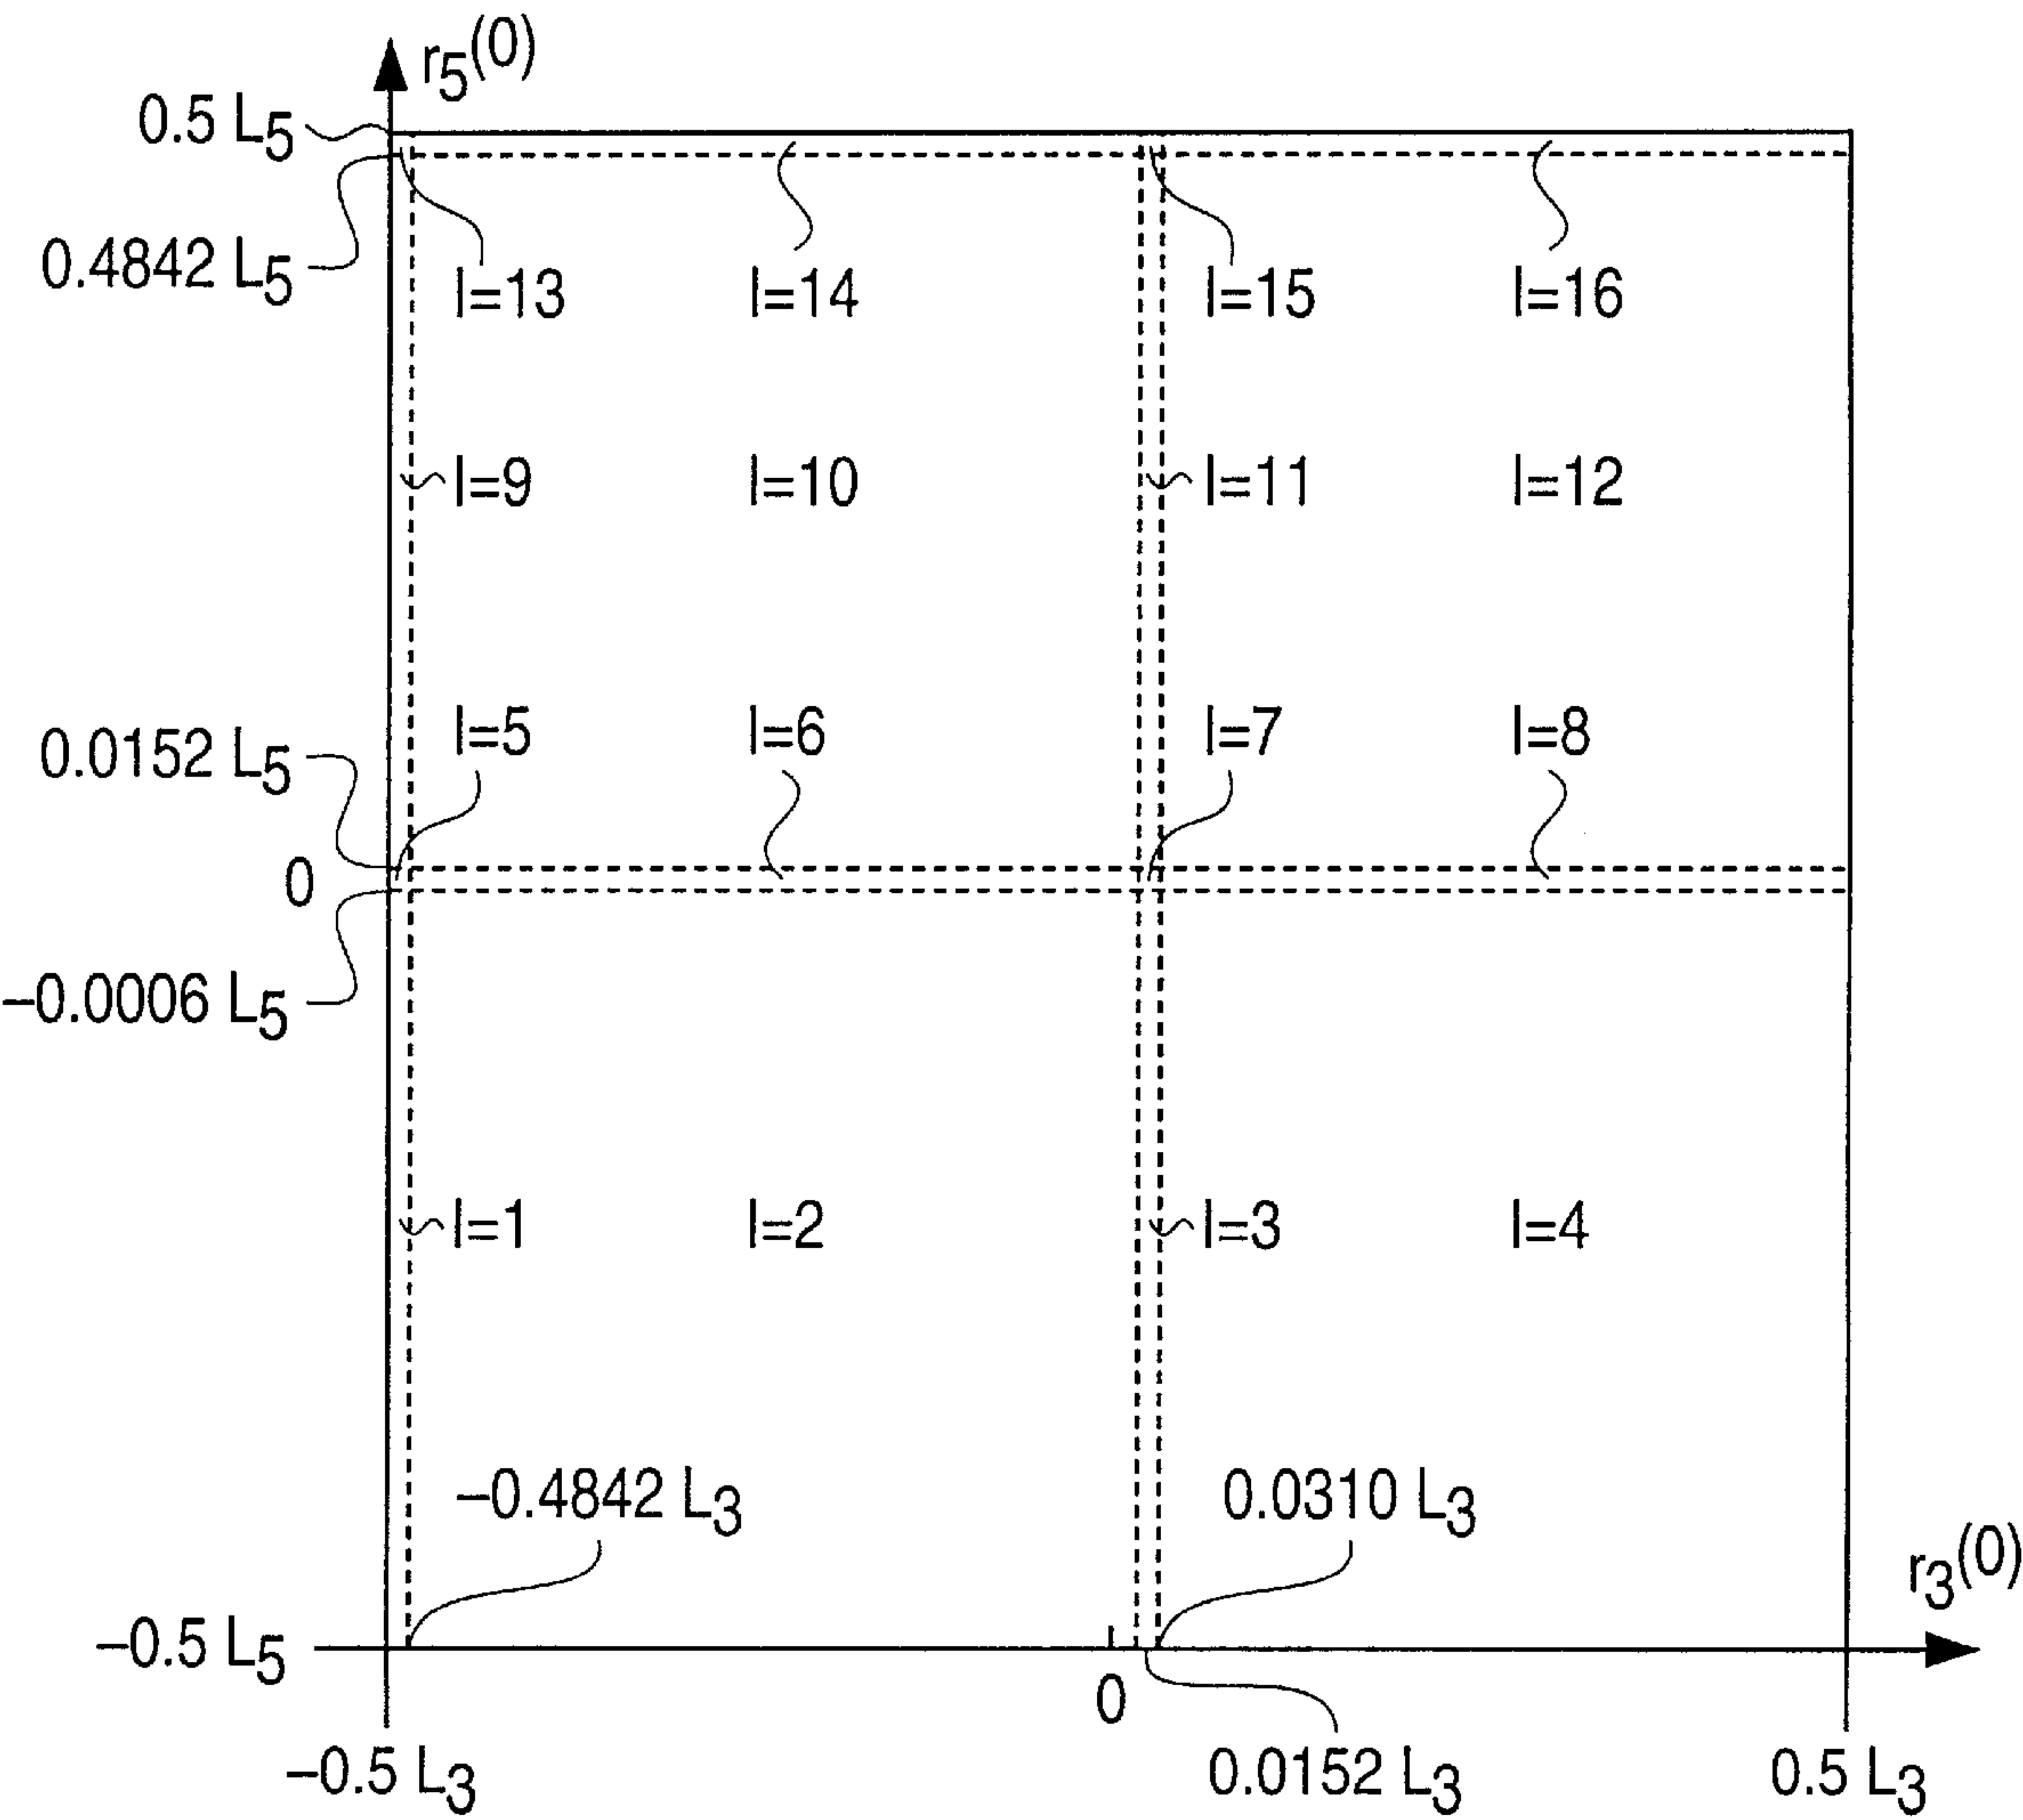 r5(0)
0.5 L5
0.4842 L5
I=13 I=14 I=15 I=16
I=9 I=10 I=11 I=12
I=5 I=6 I=7 I=8
0.0152 L5
0
−0.0006 L5
I=1 I=2 I=3 I=4
−0.4842 L3 0.0310 L3
r3(0)
−0.5 L5
0
−0.5 L3 0.0152 L3 0.5 L3